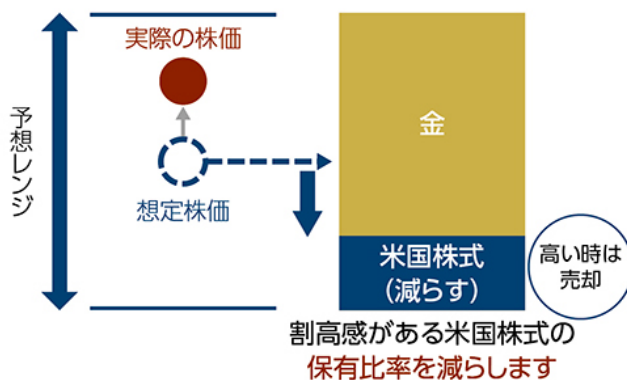 実際の株価
予想レンジ
想定株価
金
米国株式
(減らす)
高い時は
売却
割高感がある米国株式の
保有比率を減らします